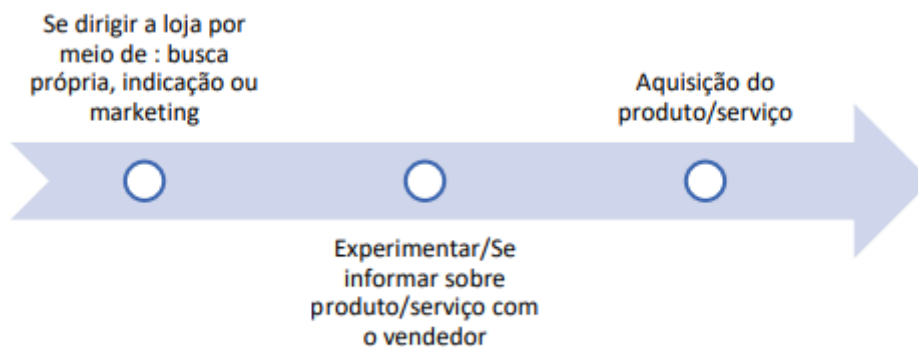 Se dirigir a loja por
meio de : busca
própria, indicação ou
marketing
Experimentar/Se
informar sobre
produto/serviço com
o vendedor
Aquisição do
produto/serviço